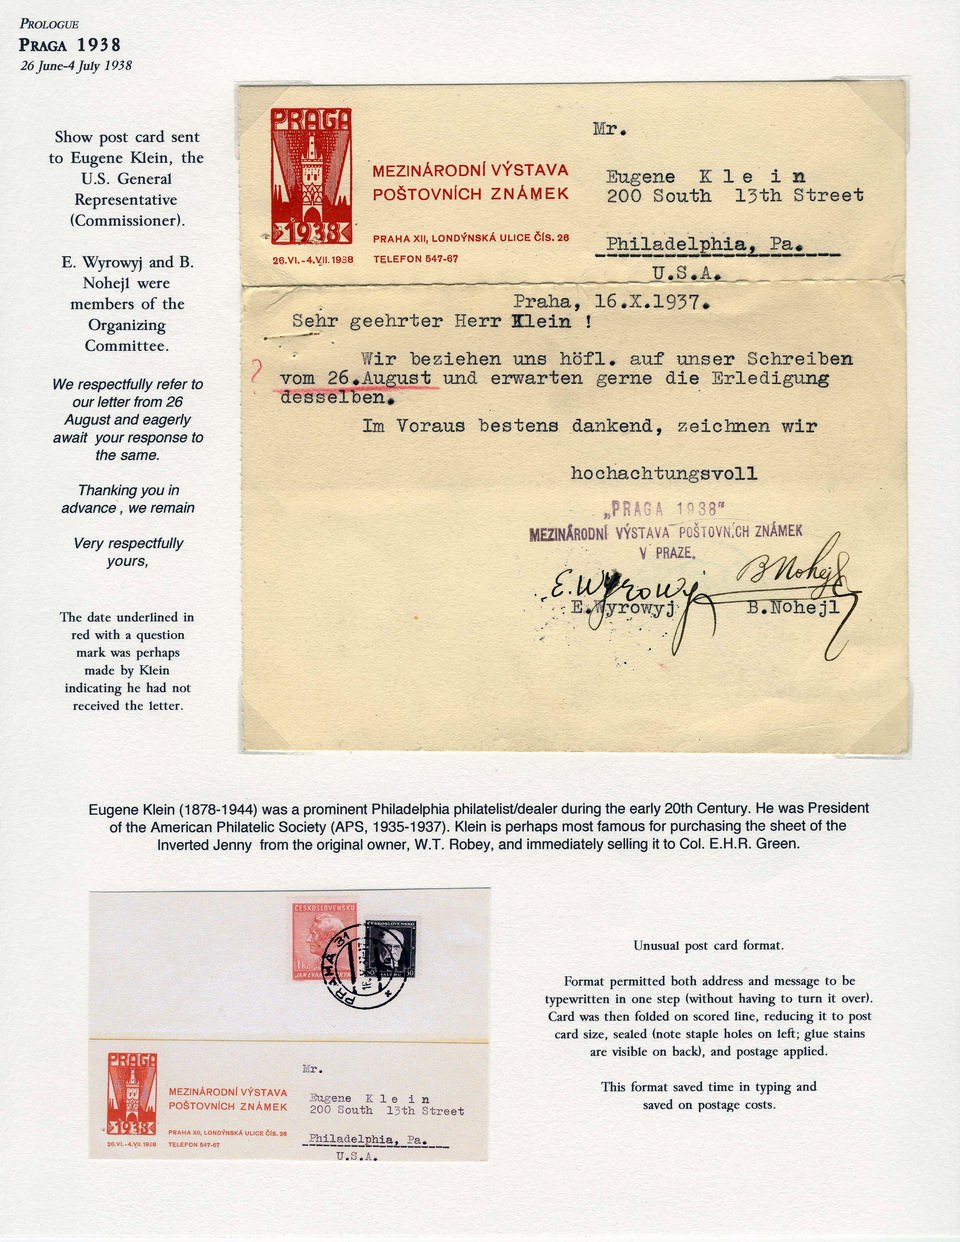 PROLOGUE
PRAGA 1938
26 June-4 July 1938
Show post card sent
to Eugene Klein, the
U.S. General
Representative
(Commissioner).
E. Wyrowyj and B.
Nohejl were
members of the
Organizing
Committee.
We respectfully refer to
our letter from 26
August and eagerly
await your response to
the same.
Thanking you in
advance , we remain
Very respectfully
yours,
The date underlined in
red with a question
mark was perhaps
made by Klein
indicating he had not
received the letter.
PRAGA
1938
26.VI.-4.VII.1938
MEZINÁRODNÍ VÝSTAVA
POŠTOVNÍCH ZNÁMEK
PRAHA XII, LONDÝNSKÁ ULICE ČÍS. 26
TELEFON 547-67
Mr.
Eugene K l e i n
200 South 13th Street
Philadelphia, Pa.
U.S.A.
Praha, 16.X.1937.
Sehr geehrter Herr Klein !
?
Wir beziehen uns höfl. auf unser Schreiben
vom 26.August und erwarten gerne die Erledigung
desselben.
Im Voraus bestens dankend, zeichnen wir
hochachtungsvoll
„PRAGA 1938"
MEZINÁRODNÍ VÝSTAVA POŠTOVNÍCH ZNÁMEK
V PRAZE.
E. Wyrowyj B Nohejl
E.Wyrowyj B.Nohejl
Eugene Klein (1878-1944) was a prominent Philadelphia philatelist/dealer during the early 20th Century. He was President
of the American Philatelic Society (APS, 1935-1937). Klein is perhaps most famous for purchasing the sheet of the
Inverted Jenny from the original owner, W.T. Robey, and immediately selling it to Col. E.H.R. Green.
ČESKOSLOVENSKO
ČESKOSLOVENSKO
PRAHA 31
PRAGA
1938
26.VI.-4.VII.1938
MEZINÁRODNÍ VÝSTAVA
POŠTOVNÍCH ZNÁMEK
PRAHA XII, LONDÝNSKÁ ULICE ČÍS. 26
TELEFON 547-67
Mr.
Eugene K l e i n
200 South 13th Street
Philadelphia, Pa.
U.S.A.
Unusual post card format.
Format permitted both address and message to be
typewritten in one step (without having to turn it over).
Card was then folded on scored line, reducing it to post
card size, sealed (note staple holes on left; glue stains
are visible on back), and postage applied.
This format saved time in typing and
saved on postage costs.